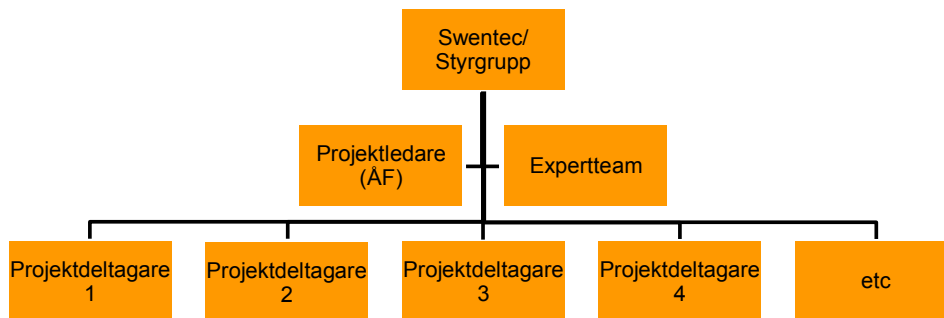 Swentec/
Styrgrupp
Projektledare
(ÅF)
Expertteam
Projektdeltagare
1
Projektdeltagare
2
Projektdeltagare
3
Projektdeltagare
4
etc